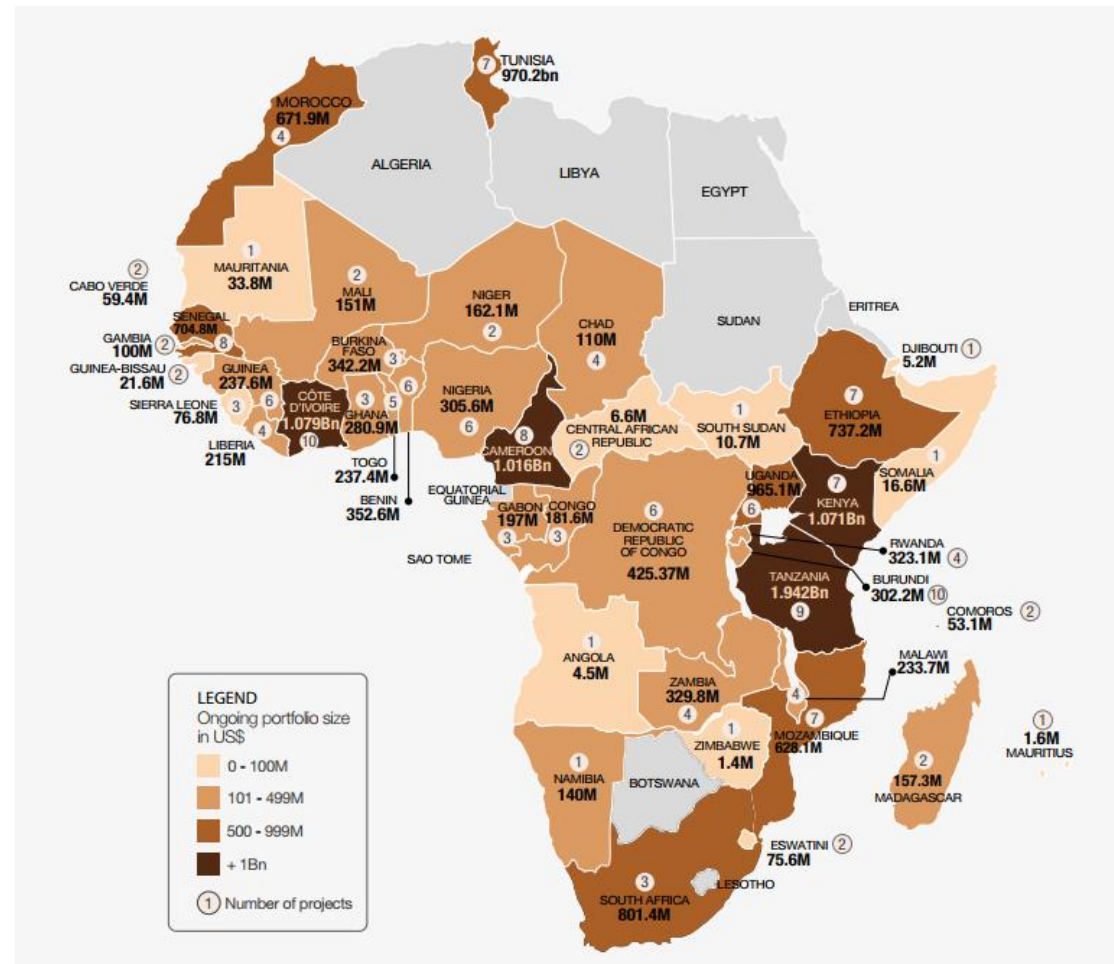 7
TUNISIA
970.2bn
MOROCCO
671.9M
4
ALGERIA
LIBYA
EGYPT
1
MAURITANIA
33.8M
2
CABO VERDE
59.4M
2
MALI
151M
NIGER
162.1M
2
CHAD
110M
4
SUDAN
ERITREA
DJIBOUTI 1
5.2M
SENEGAL
704.8M
8
GAMBIA
100M
2
GUINEA-BISSAU
21.6M
2
GUINEA
237.6M
6
SIERRA LEONE
76.8M
3
LIBERIA
215M
4
CÔTE
D'IVOIRE
1.079Bn
10
BURKINA
FASO
342.2M
3
3
GHANA
280.9M
5
TOGO
237.4M
6
BENIN
352.6M
NIGERIA
305.6M
6
8
CAMEROON
1.016Bn
6.6M
CENTRAL AFRICAN
REPUBLIC
2
1
SOUTH SUDAN
10.7M
7
ETHIOPIA
737.2M
1
SOMALIA
16.6M
EQUATORIAL
GUINEA
GABON
197M
3
CONGO
181.6M
3
SAO TOME
6
DEMOCRATIC
REPUBLIC
OF CONGO
425.37M
UGANDA
965.1M
6
7
KENYA
1.071Bn
RWANDA
323.1M 4
BURUNDI
302.2M 10
TANZANIA
1.942Bn
9
COMOROS 2
53.1M
MALAWI
233.7M
4
1
ANGOLA
4.5M
ZAMBIA
329.8M
4
7
MOZAMBIQUE
628.1M
1
ZIMBABWE
1.4M
1
NAMIBIA
140M
BOTSWANA
2
157.3M
MADAGASCAR
1
1.6M
MAURITIUS
ESWATINI 2
75.6M
LESOTHO
3
SOUTH AFRICA
801.4M
LEGEND
Ongoing portfolio size
in US$
0 - 100M
101 - 499M
500 - 999M
+ 1Bn
1 Number of projects